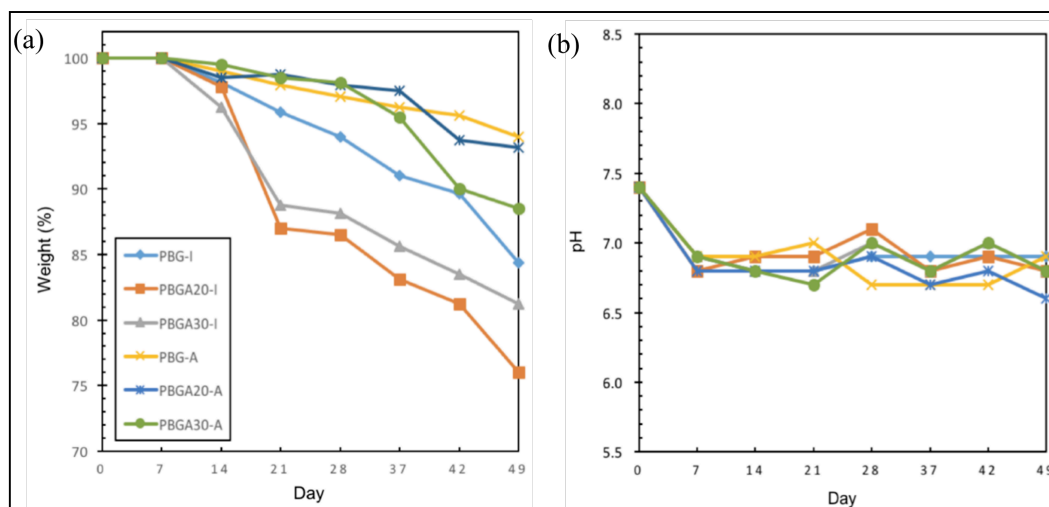 (a)
100
95
90
85
80
75
70
Weight (%)
PBG-I
PBGA20-I
PBGA30-I
PBG-A
PBGA20-A
PBGA30-A
0 7 14 21 28 37 42 49
Day
(b)
8.5
8.0
7.5
7.0
6.5
6.0
5.5
pH
0 7 14 21 28 37 42 49
Day